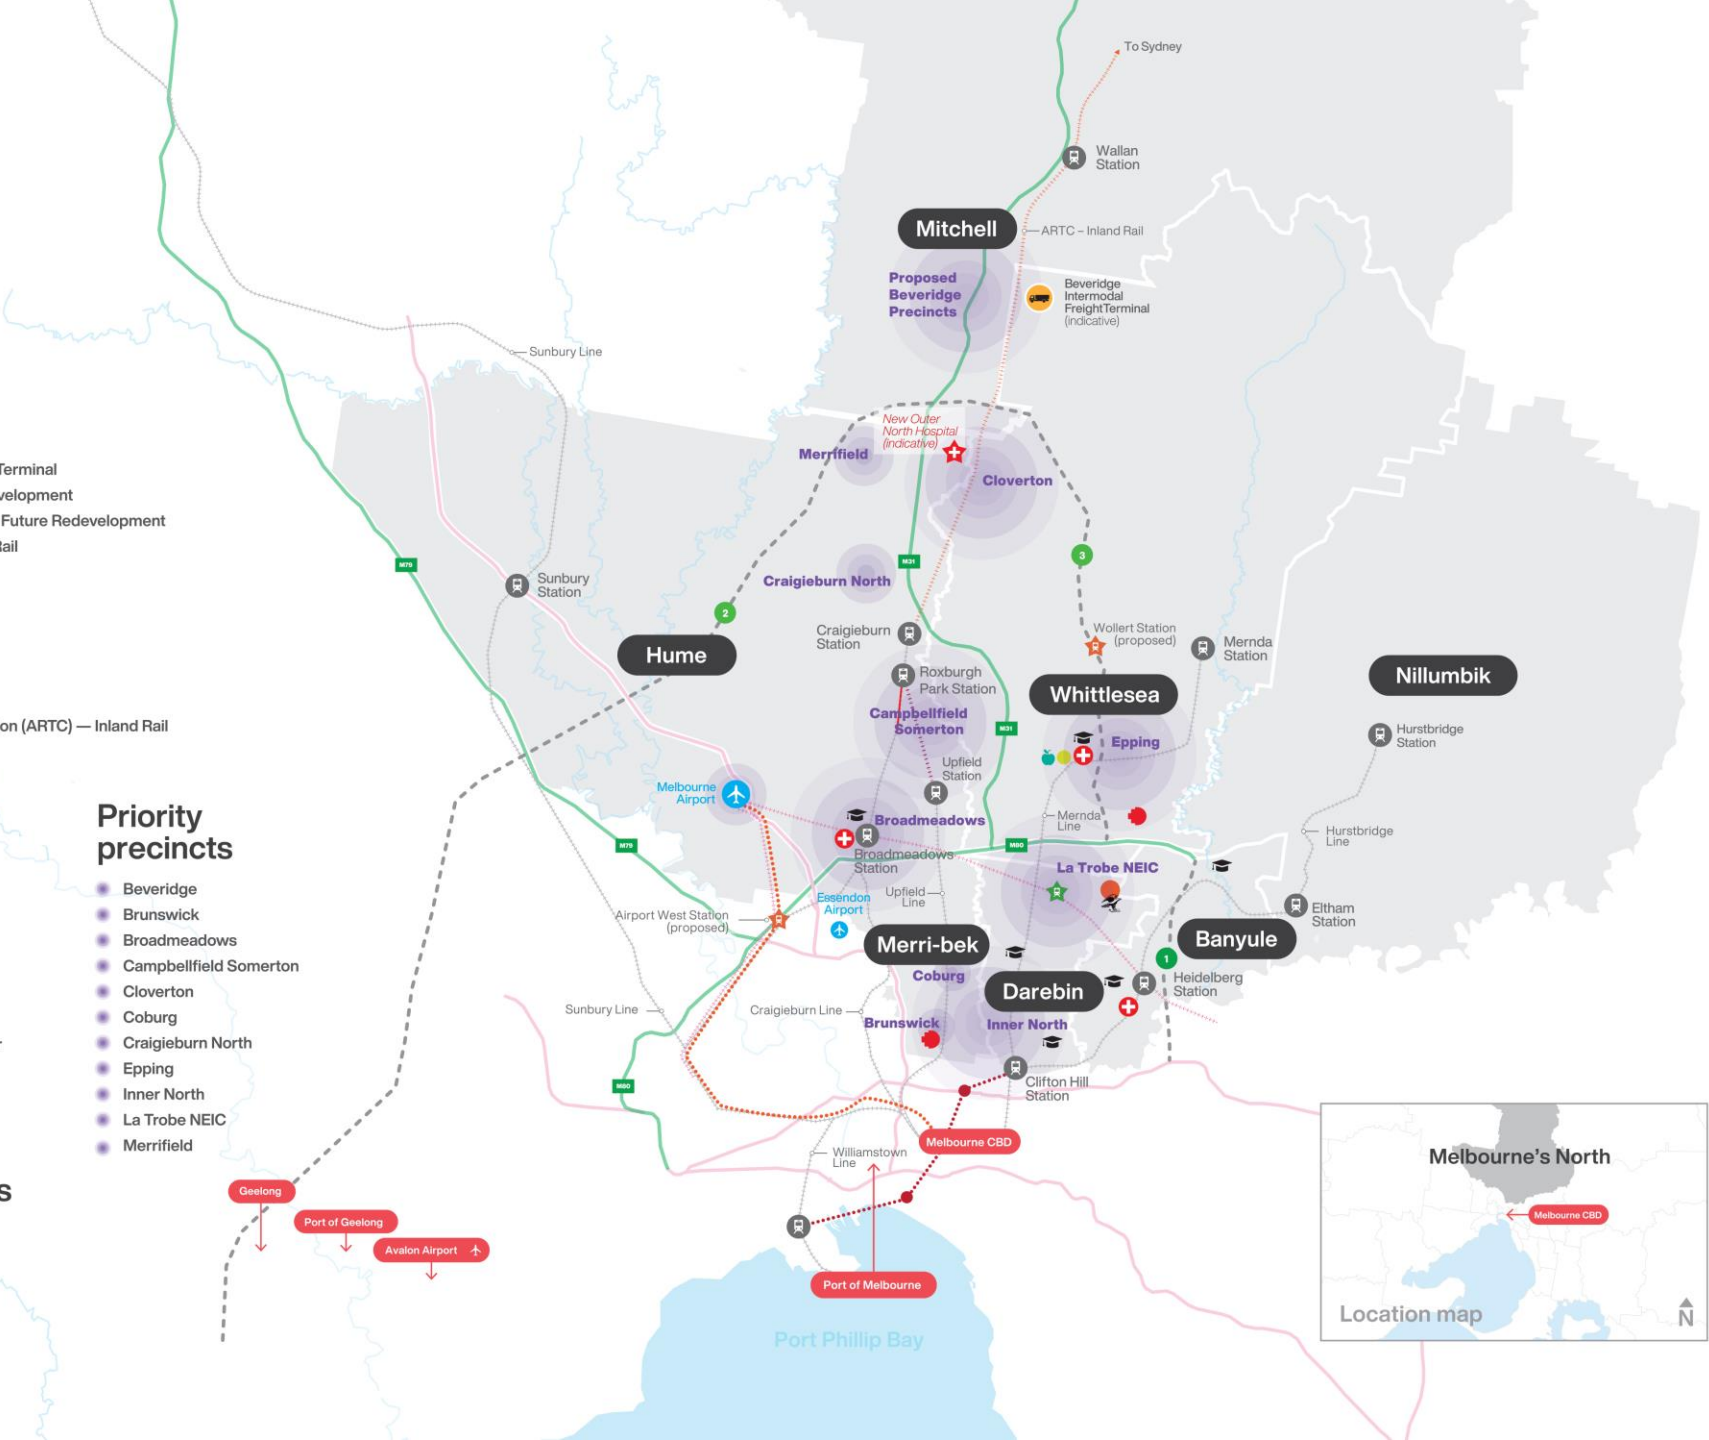 To Sydney
Wallan
Station
Mitchell
ARTC – Inland Rail
Proposed
Beveridge
Precincts
Beveridge
Intermodal
FreightTerminal
(indicative)
Sunbury Line
New Outer
North Hospital
(indicative)
Merrifield
Cloverton
Terminal
velopment
Future Redevelopment
Rail
M79
M31
3
Sunbury
Station
Craigieburn North
2
Craigieburn
Station
Wollert Station
(proposed)
Mernda
Station
Hume
Roxburgh
Park Station
Whittlesea
Nillumbik
Campbellfield
Somerton
M31
Hurstbridge
Station
Epping
on (ARTC) — Inland Rail
Upfield
Station
Melbourne
Airport
Priority
precincts
Broadmeadows
Mernda
Line
Hurstbridge
Line
M79
M80
Broadmeadows
Station
La Trobe NEIC
Beveridge
Brunswick
Broadmeadows
Campbellfield Somerton
Cloverton
Coburg
Craigieburn North
Epping
Inner North
La Trobe NEIC
Merrifield
Essendon
Airport
Upfield
Line
Airport West Station
(proposed)
Eltham
Station
Merri-bek
Banyule
1
Coburg
Darebin
Heidelberg
Station
Sunbury Line
Craigieburn Line
Brunswick
Inner North
M80
Clifton Hill
Station
Melbourne CBD
Williamstown
Line
s
Geelong
Port of Geelong
Avalon Airport
Port of Melbourne
Port Phillip Bay
Melbourne's North
Melbourne CBD
Location map
N